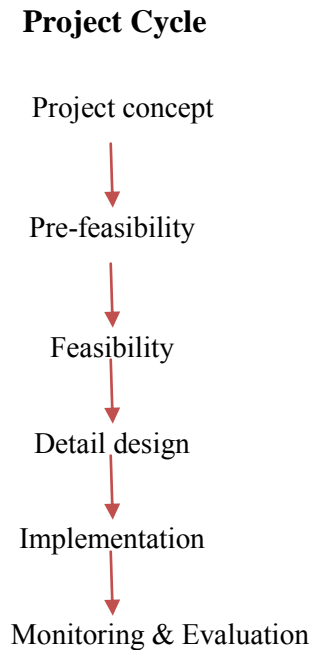 Project Cycle
Project concept
Pre-feasibility
Feasibility
Detail design
Implementation
Monitoring & Evaluation